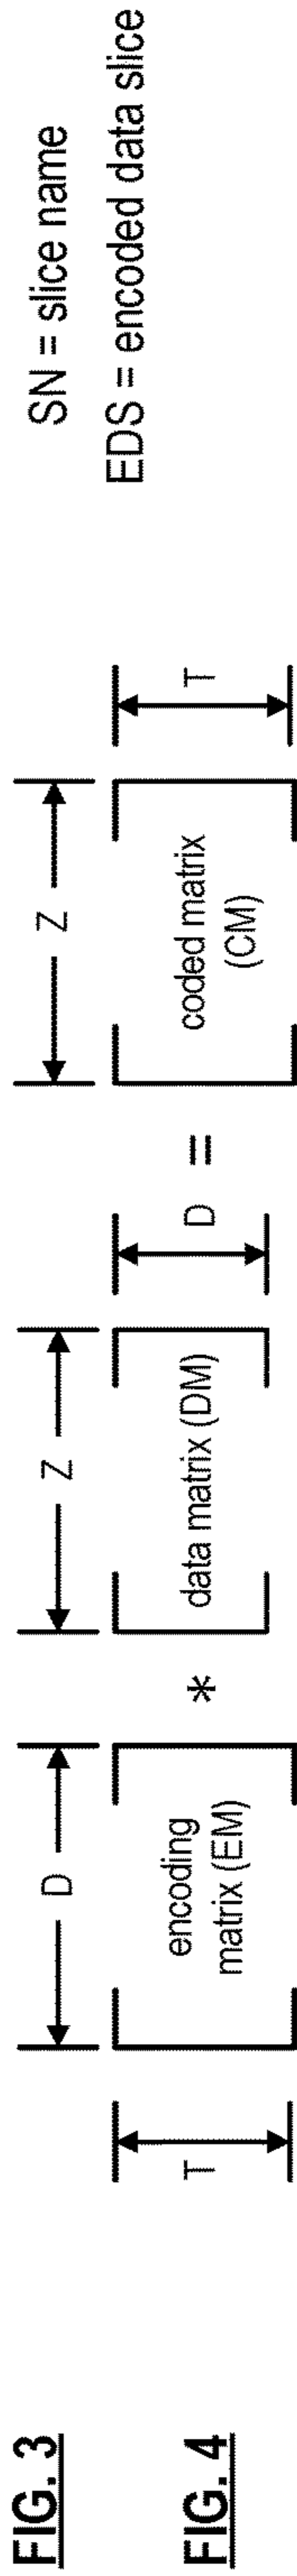 FIG. 3
SN = slice name
EDS = encoded data slice
FIG. 4
D
Z
Z
T
encoding
matrix (EM)
*
data matrix (DM)
D
=
coded matrix
(CM)
T